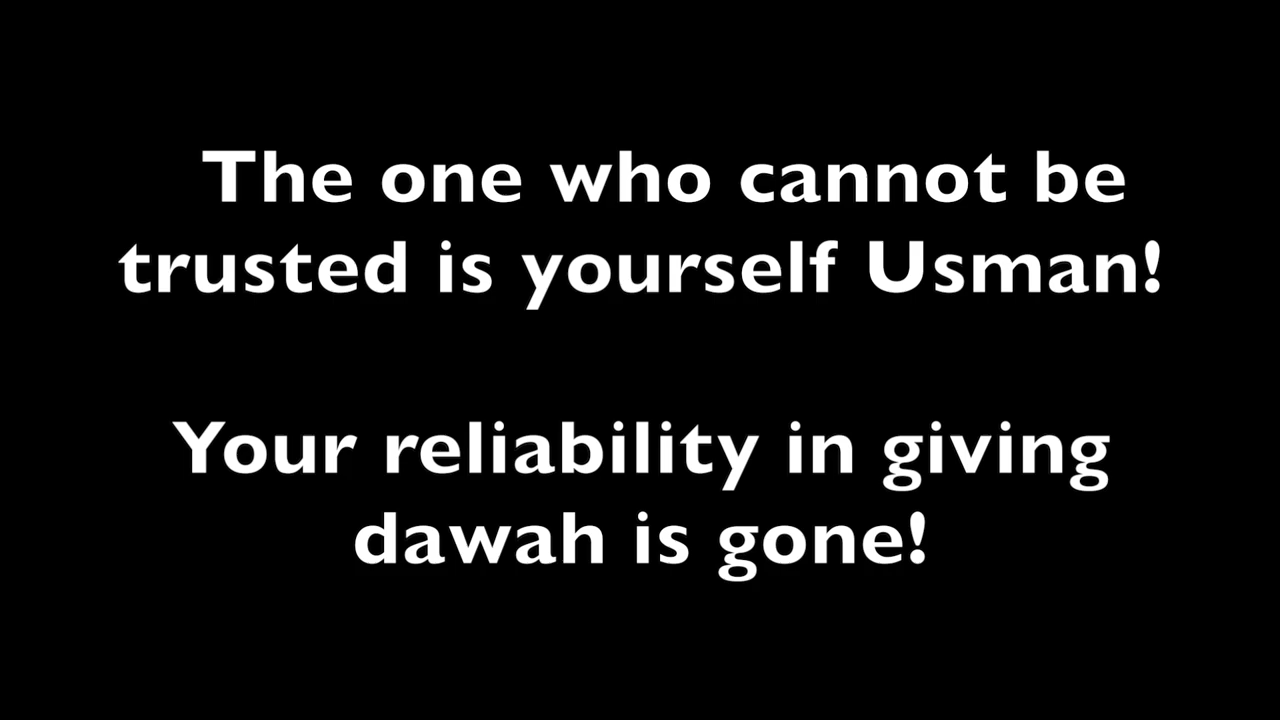 The one who cannot be
trusted is yourself Usman!
Your reliability in giving
dawah is gone!